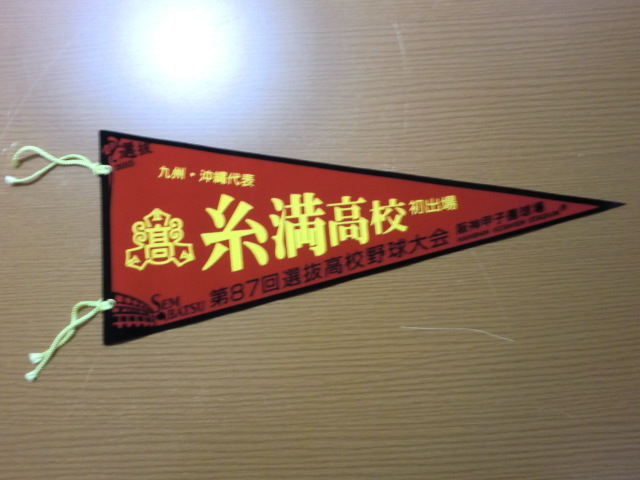 選抜
九州・沖縄代表
高
糸満高校 初出場
SEMBATSU
第87回選抜高校野球大会
阪神甲子園球場